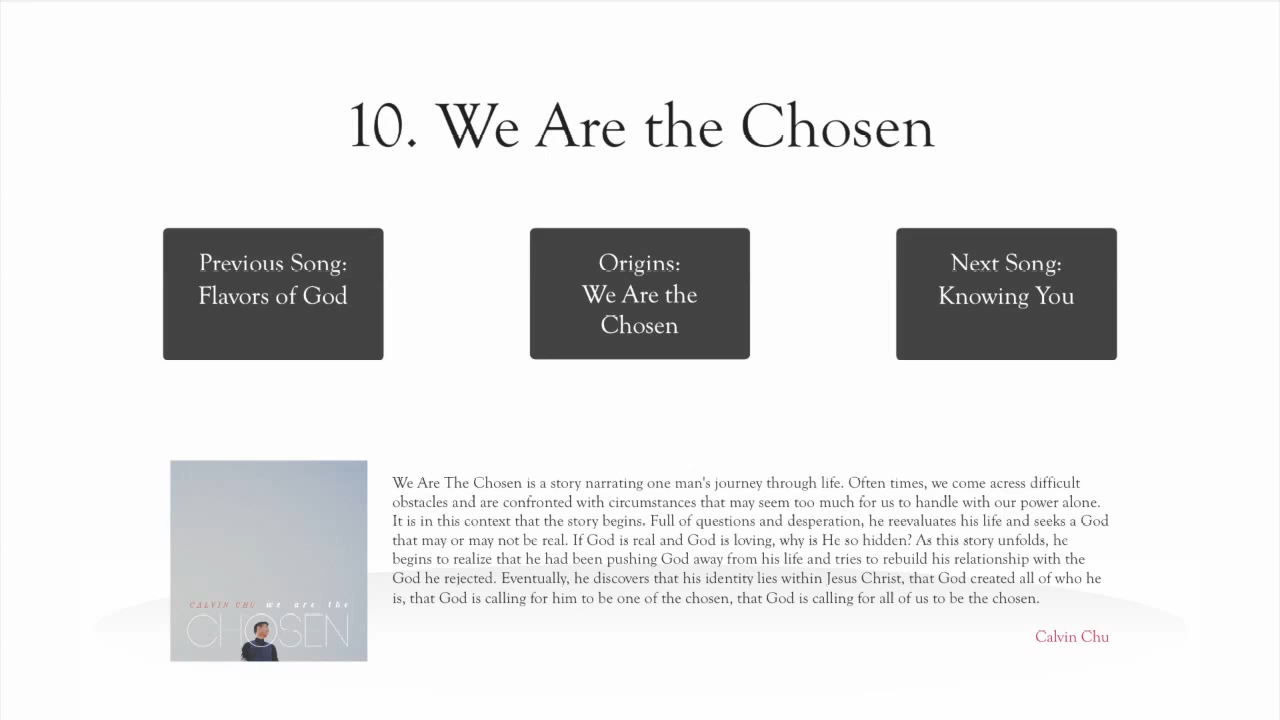 10. We Are the Chosen
Previous Song:
Flavors of God
Origins:
We Are the
Chosen
Next Song:
Knowing You
We Are The Chosen is a story narrating one man's journey through life. Often times, we come acress difficult
obstacles and are confronted with circumstances that may seem too much for us to handle with our power alone.
It is in this context that the story begins. Full of questions and desperation, he reevaluates his life and seeks a God
that may or may not be real. If God is real and God is loving, why is He so hidden? As this story unfolds, he
begins to realize that he had been pushing God away from his life and tries to rebuild his relationship with the
God he rejected. Eventually, he discovers that his identity lies within Jesus Christ, that God created all of who he
is, that God is calling for him to be one of the chosen, that God is calling for all of us to be the chosen.
CALVIN CHU we are the
CHOSEN
Calvin Chu